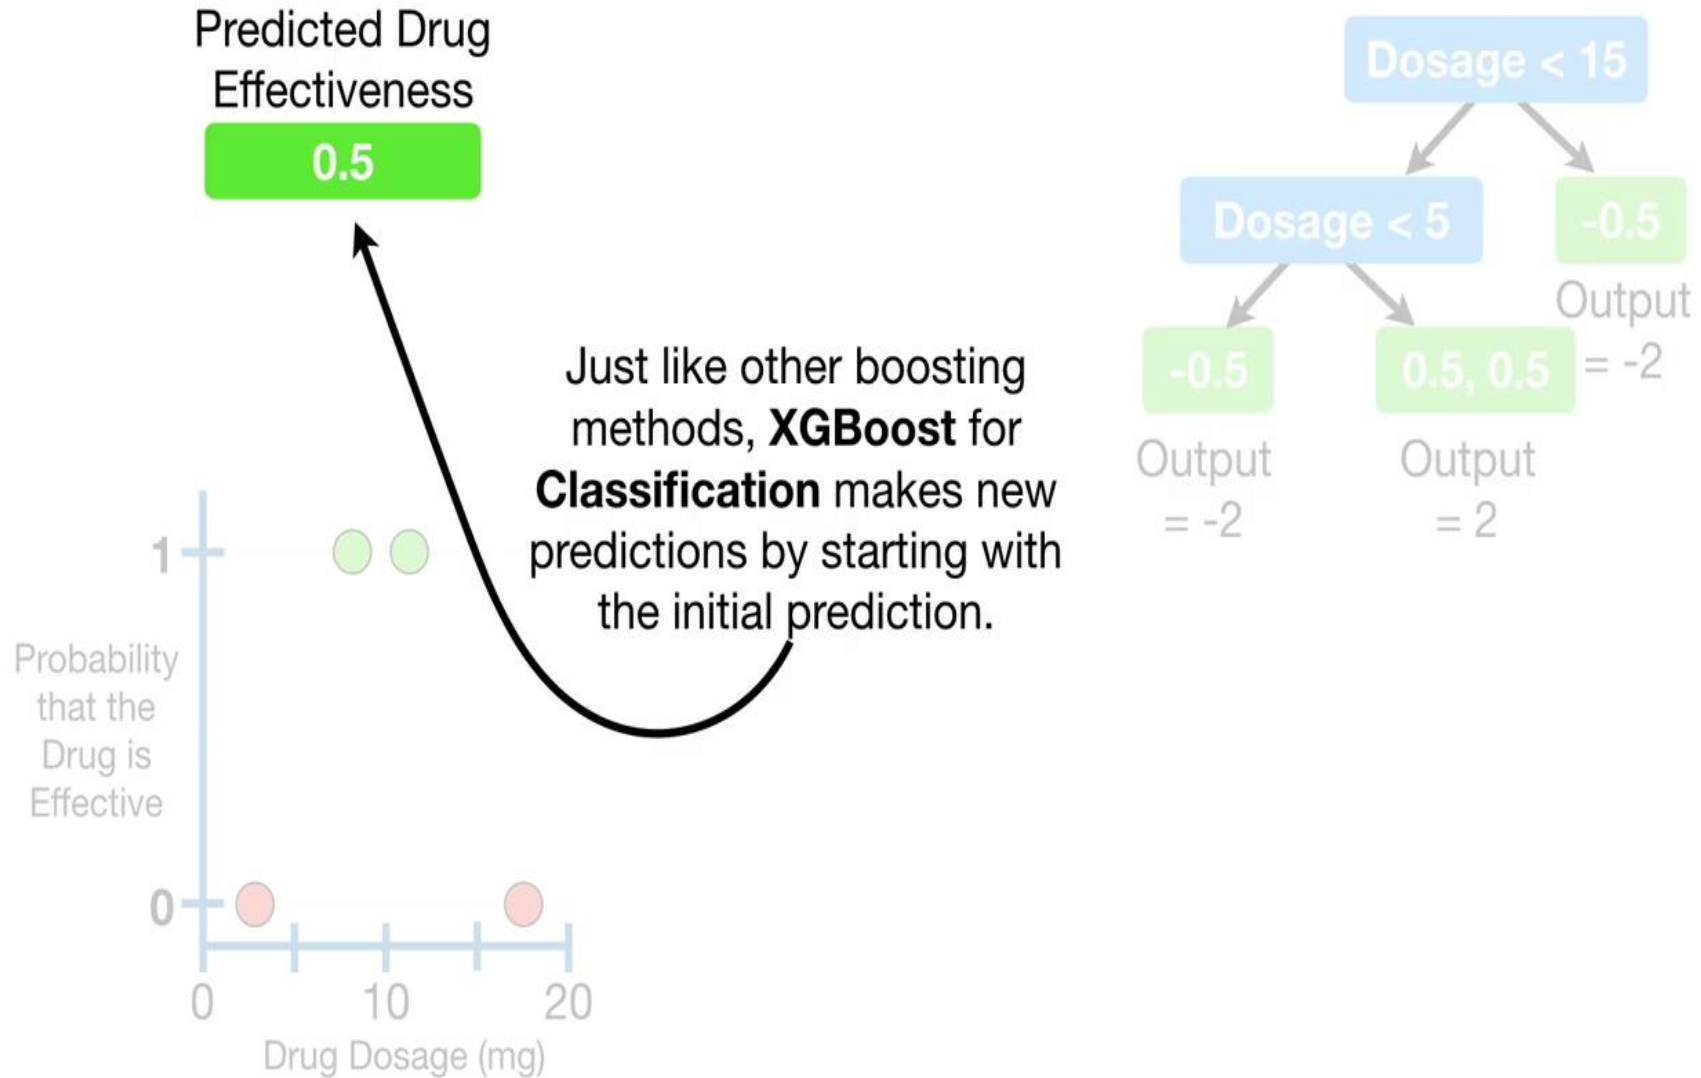 Predicted Drug
Effectiveness
0.5
Just like other boosting
methods, XGBoost for
Classification makes new
predictions by starting with
the initial prediction.
Dosage < 15
Dosage < 5
-0.5
Output
= -2
-0.5
0.5, 0.5
Output
= -2
Output
= 2
1
Probability
that the
Drug is
Effective
0
0
10
20
Drug Dosage (mg)